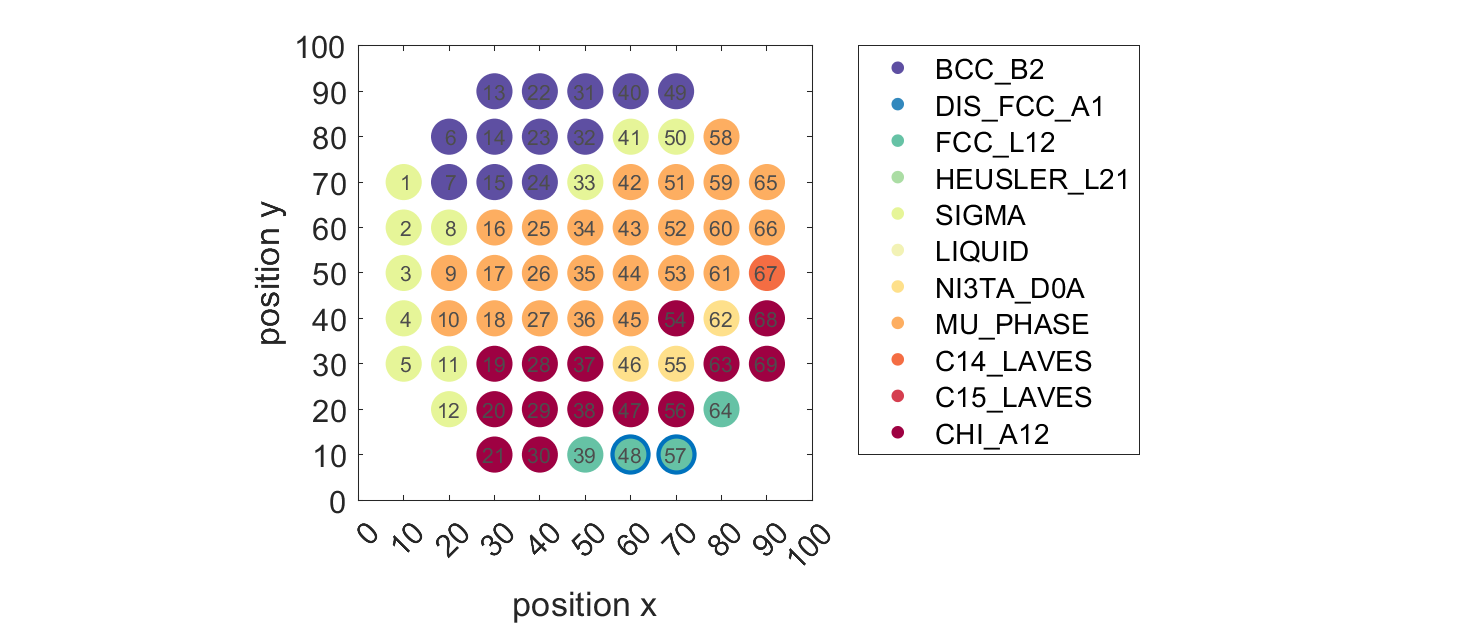 100
90
80
70
60
50
40
30
20
10
0
position y
13 22 31 40 49
6 14 23 32 41 50 58
1 7 15 24 33 42 51 59 65
2 8 16 25 34 43 52 60 66
3 9 17 26 35 44 53 61 67
4 10 18 27 36 45 54 62 68
5 11 19 28 37 46 55 63 69
12 20 29 38 47 56 64
21 30 39 48 57
0 10 20 30 40 50 60 70 80 90 100
position x
BCC_B2
DIS_FCC_A1
FCC_L12
HEUSLER_L21
SIGMA
LIQUID
NI3TA_D0A
MU_PHASE
C14_LAVES
C15_LAVES
CHI_A12